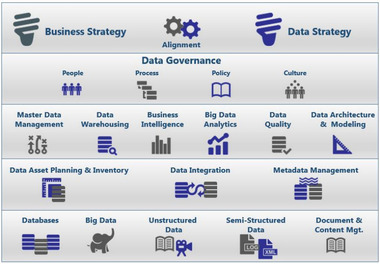 Business Strategy
Alignment
Data Strategy
Data Governance
People Process Policy Culture
Master Data Management
Data Warehousing
Business Intelligence
Big Data Analytics
Data Quality
Data Architecture & Modeling
Data Asset Planning & Inventory
Data Integration
Metadata Management
Databases
Big Data
Unstructured Data
Semi-Structured Data
LOG
XML
Document & Content Mgt.